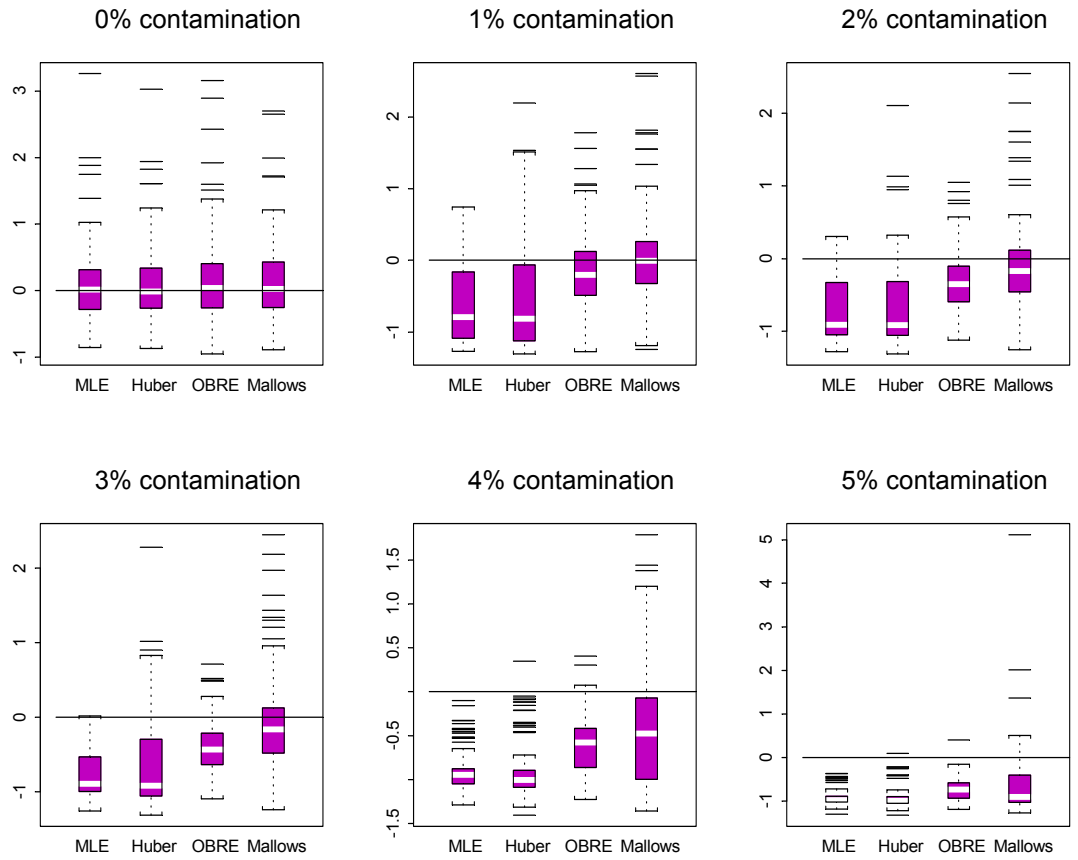 0% contamination
3
2
1
0
-1
MLE Huber OBRE Mallows
1% contamination
2
1
0
-1
MLE Huber OBRE Mallows
2% contamination
2
1
0
-1
MLE Huber OBRE Mallows
3% contamination
2
1
0
-1
MLE Huber OBRE Mallows
4% contamination
1.5
1.0
0.5
-0.5
-1.5
MLE Huber OBRE Mallows
5% contamination
5
4
3
2
1
0
-1
MLE Huber OBRE Mallows